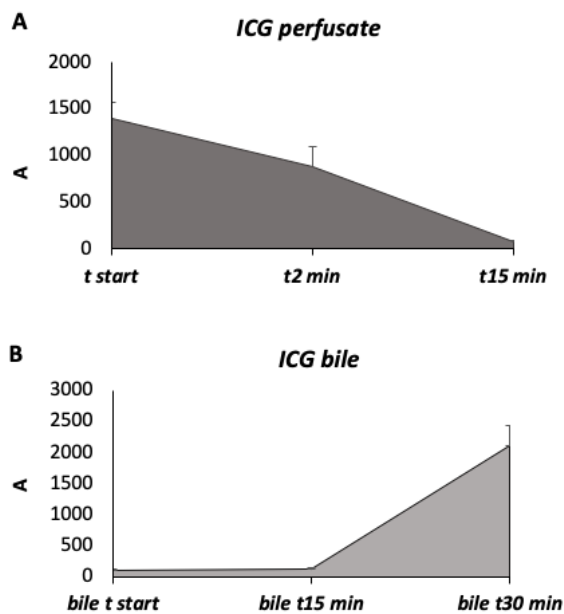 A
ICG perfusate
2000
1500
1000
500
0
A
t start t2 min t15 min
B
ICG bile
3000
2500
2000
1500
1000
500
0
A
bile t start bile t15 min bile t30 min